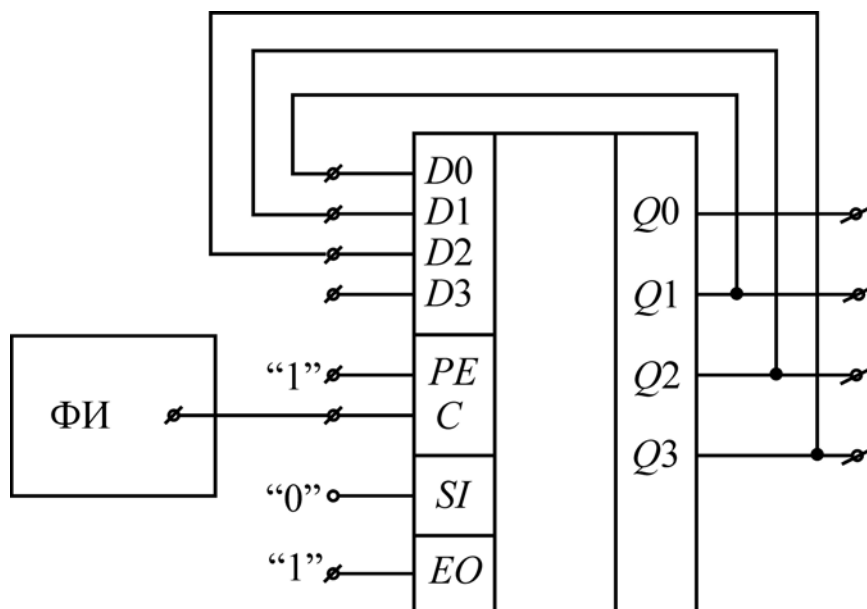 D0
D1
Q0
D2
D3
Q1
“1”
PE
Q2
ФИ
C
Q3
“0”
SI
“1”
EO